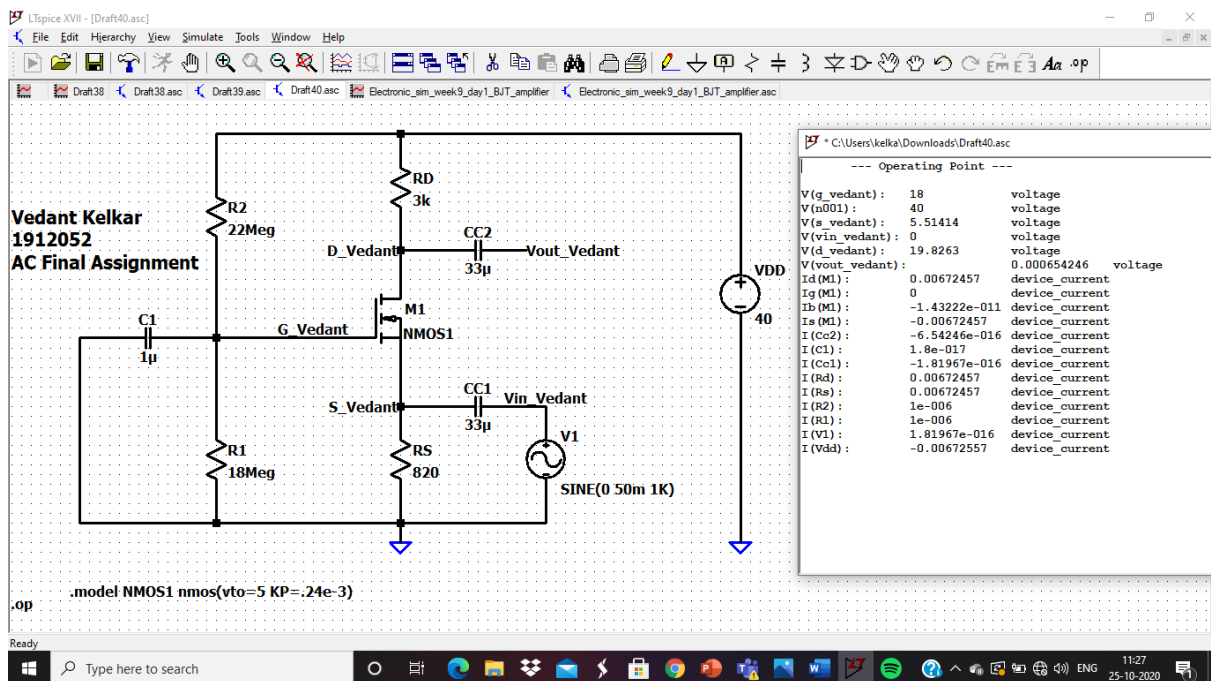 LTspice XVII - [Draft40.asc]
File Edit Hierarchy View Simulate Tools Window Help
Draft38 Draft38.asc Draft39.asc Draft40.asc Electronic_sim_week9_day1_BJT_amplifier Electronic_sim_week9_day1_BJT_amplifier.asc
Vedant Kelkar
1912052
AC Final Assignment
R2
22Meg
RD
3k
D_Vedant
CC2
33µ
Vout_Vedant
VDD
40
C1
1µ
G_Vedant
M1
NMOS1
S_Vedant
CC1
33µ
Vin_Vedant
V1
SINE(0 50m 1K)
R1
18Meg
RS
820
.model NMOS1 nmos(vto=5 KP=.24e-3)
.op
* C:\Users\kelka\Downloads\Draft40.asc
--- Operating Point ---
V(g_vedant): 18 voltage
V(n001): 40 voltage
V(s_vedant): 5.51414 voltage
V(vin_vedant): 0 voltage
V(d_vedant): 19.8263 voltage
V(vout_vedant): 0.000654246 voltage
Id(M1): 0.00672457 device_current
Ig(M1): 0 device_current
Ib(M1): -1.43222e-011 device_current
Is(M1): -0.00672457 device_current
I(Cc2): -6.54246e-016 device_current
I(C1): 1.8e-017 device_current
I(Cc1): -1.81967e-016 device_current
I(Rd): 0.00672457 device_current
I(Rs): 0.00672457 device_current
I(R2): 1e-006 device_current
I(R1): 1e-006 device_current
I(V1): 1.81967e-016 device_current
I(Vdd): -0.00672557 device_current
Ready
Type here to search
ENG
11:27
25-10-2020